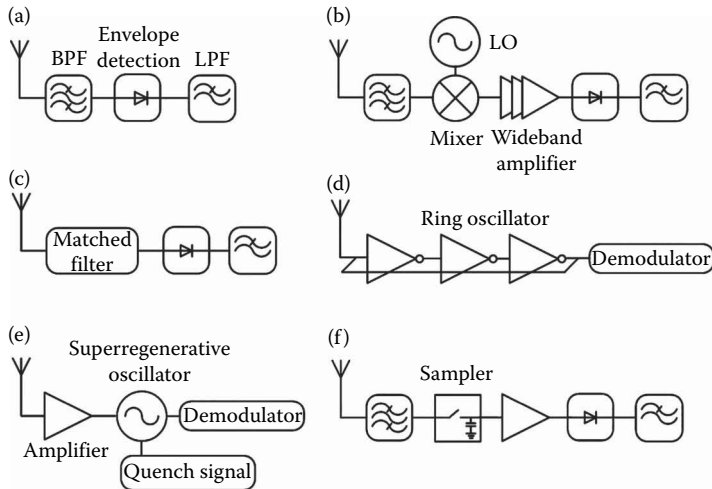 (a)
Envelope
BPF detection LPF
(b)
LO
Mixer Wideband
amplifier
(c)
Matched
filter
(d)
Ring oscillator
Demodulator
(e)
Superregenerative
oscillator
Demodulator
Amplifier
Quench signal
(f)
Sampler